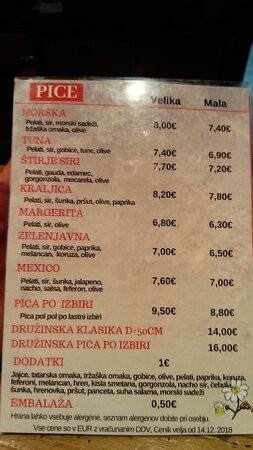 PICE
Velika Mala
MORSKA
Pelati, sir, morski sadeži,
tržaška omaka, olive 8,00€ 7,40€
TUNA
Pelati, sir, gobice, tune, olive 7,40€ 6,90€
ŠTIRJE SIRI 7,70€ 7,20€
Pelati, gauda, edamec,
gorgonzola, mocarela, olive
KRALJICA
Pelati, sir, šunka, pršut, olive, paprika 8,20€ 7,80€
MARGERITA
Pelati, sir, olive 6,80€ 6,30€
ZELENJAVNA
Pelati, sir, gobice, paprika,
melancan, koruza, olive 7,00€ 6,50€
MEXICO
Pelati, sir, šunka, jalapeno,
nacho, salsa, feferon, olive 7,60€ 7,00€
PICA PO IZBIRI 9,50€ 8,80€
Pica pol pol po lastni izbiri
DRUŽINSKA KLASIKA D=50CM 14,00€
DRUŽINSKA PICA PO IZBIRI 16,00€
DODATKI 1€
Jajce, tatarska omaka, tržaška omaka, gobice, olive, pelati, paprika, koruza,
feferoni, melancan, hren, kisla smetana, gorgonzola, nacho sir, čebula,
šunka, hrenovka, pršut, panceta, suha salama, morski sadeži
EMBALAŽA 0,50€
Hrana lahko vsebuje alergene, seznam alergenov dobite pri osebju.
Vse cene so v EUR z vračunanim DDV, Cenik velja od 14.12. 2018